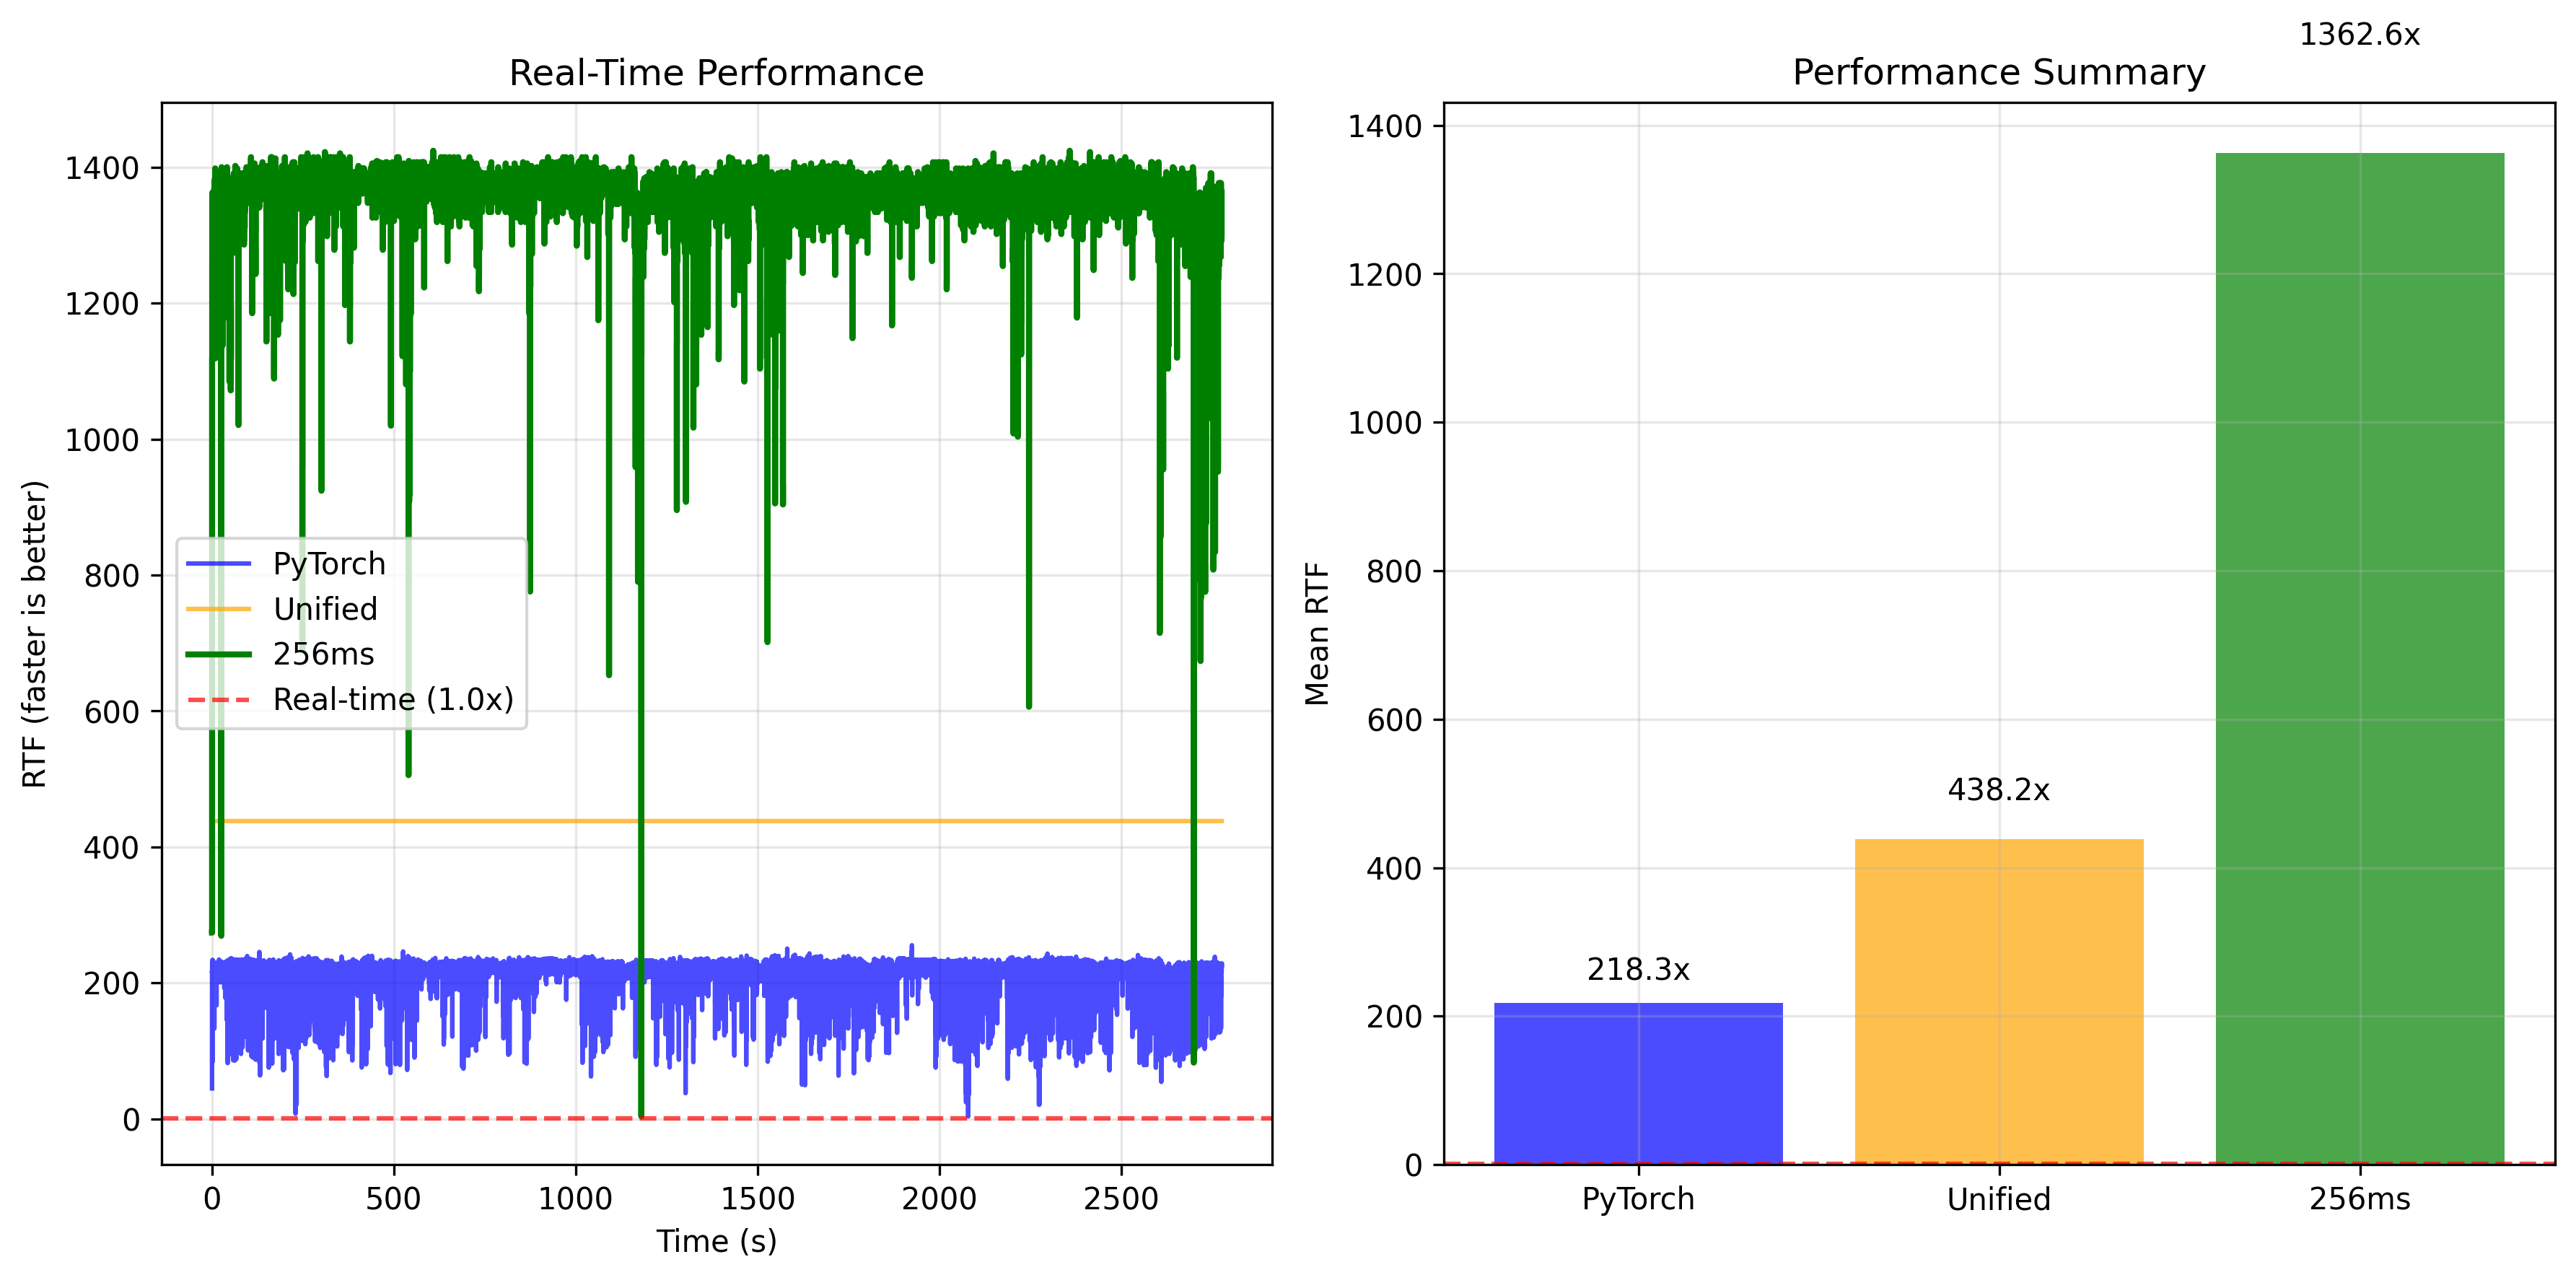 Real-Time Performance
RTF (faster is better)
1400
1200
1000
800
600
400
200
0
PyTorch
Unified
256ms
Real-time (1.0x)
0 500 1000 1500 2000 2500
Time (s)
1362.6x
Performance Summary
Mean RTF
1400
1200
1000
800
600
400
200
0
438.2x
218.3x
PyTorch Unified 256ms